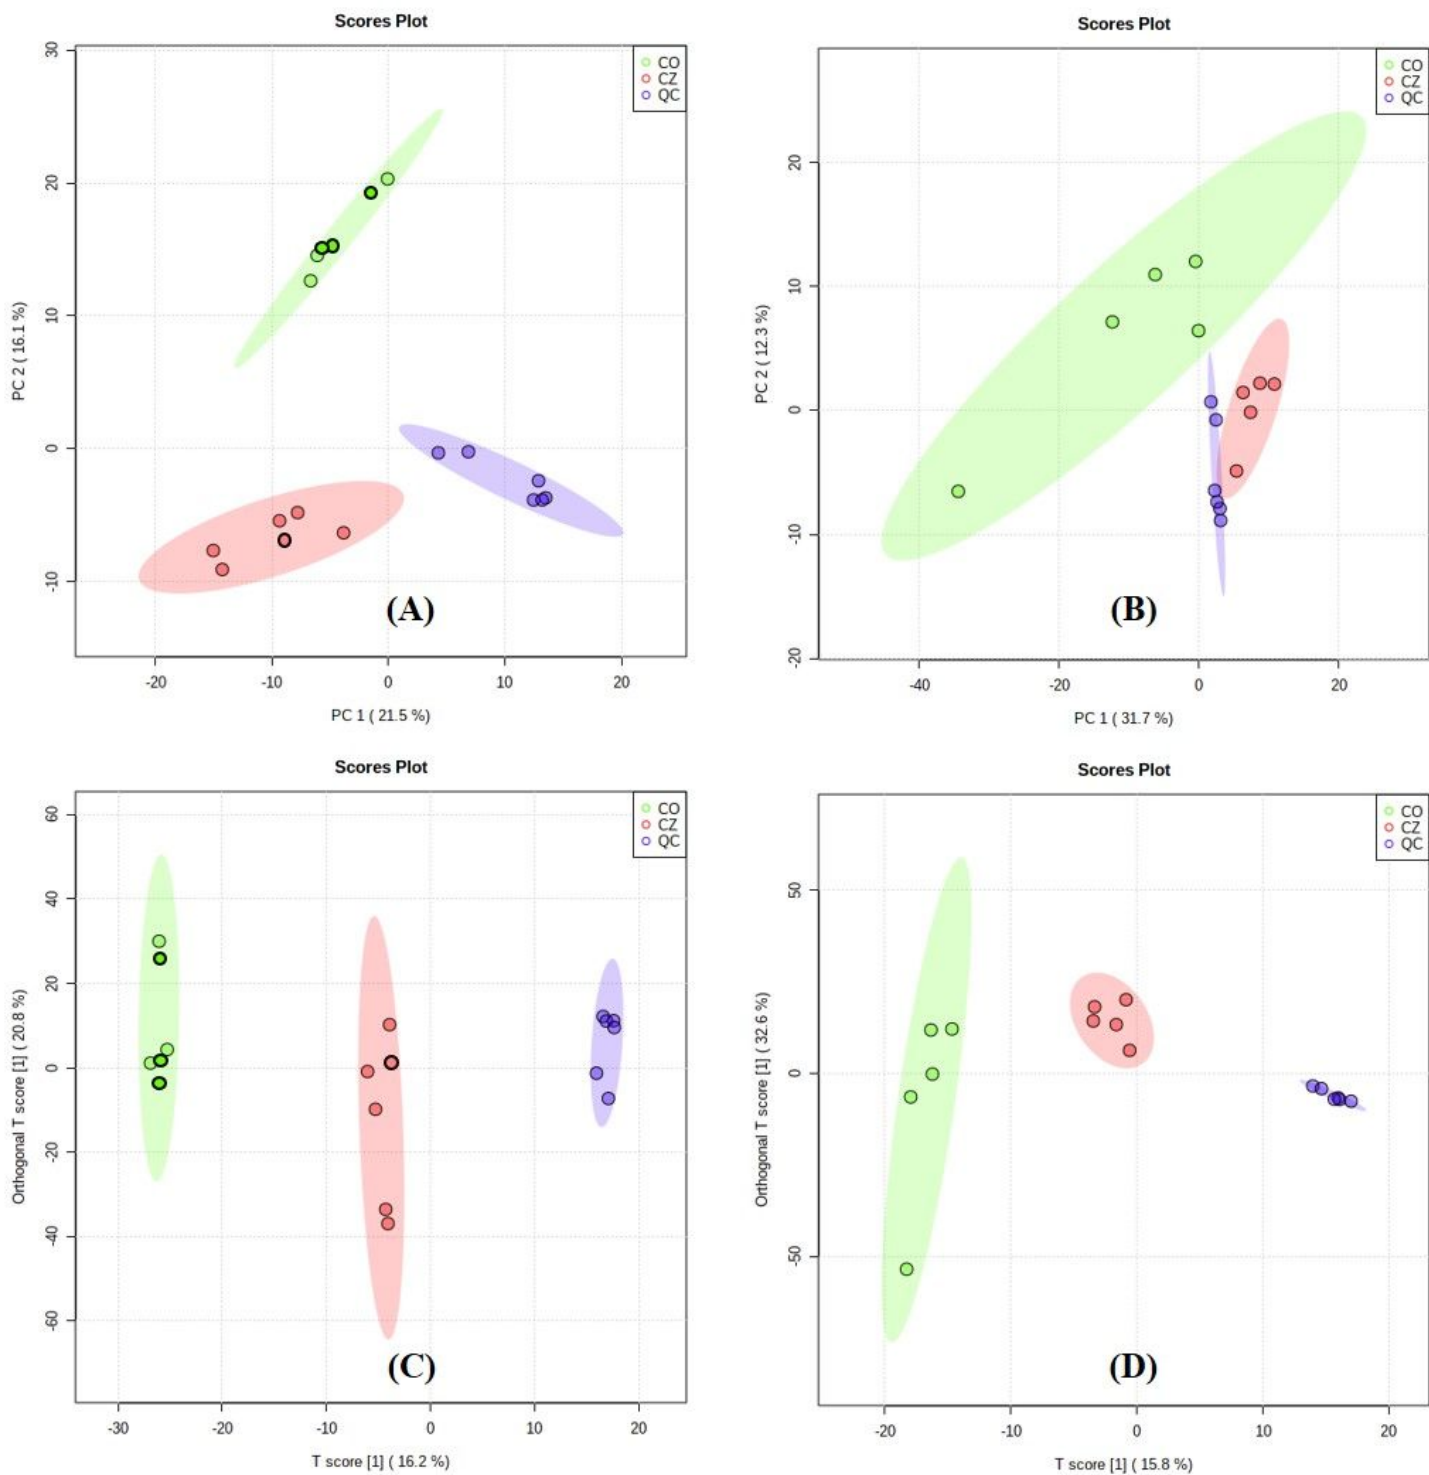 Scores Plot
CO
CZ
QC
30
20
10
0
-10
PC 2 ( 16.1 %)
(A)
-20 -10 0 10 20
PC 1 ( 21.5 %)
Scores Plot
CO
CZ
QC
20
10
0
-10
-20
PC 2 ( 12.3 %)
(B)
-40 -20 0 20
PC 1 ( 31.7 %)
Scores Plot
CO
CZ
QC
60
40
20
0
-20
-40
-60
Orthogonal T score [1] ( 20.8 %)
(C)
-30 -20 -10 0 10 20
T score [1] ( 16.2 %)
Scores Plot
CO
CZ
QC
50
0
-50
Orthogonal T score [1] ( 32.6 %)
(D)
-20 -10 0 10 20
T score [1] ( 15.8 %)